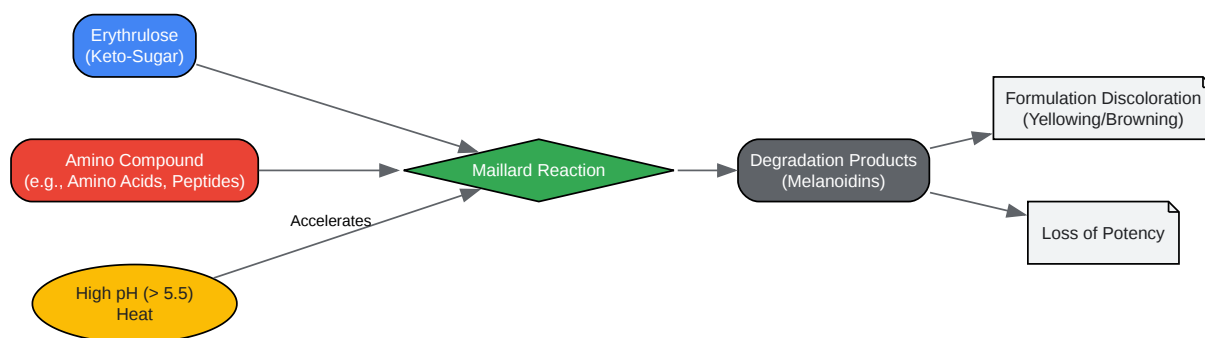 Erythrulose
(Keto-Sugar)
Amino Compound
(e.g., Amino Acids, Peptides)
Accelerates
High pH (> 5.5)
Heat
Maillard Reaction
Degradation Products
(Melanoidins)
Formulation Discoloration
(Yellowing/Browning)
Loss of Potency